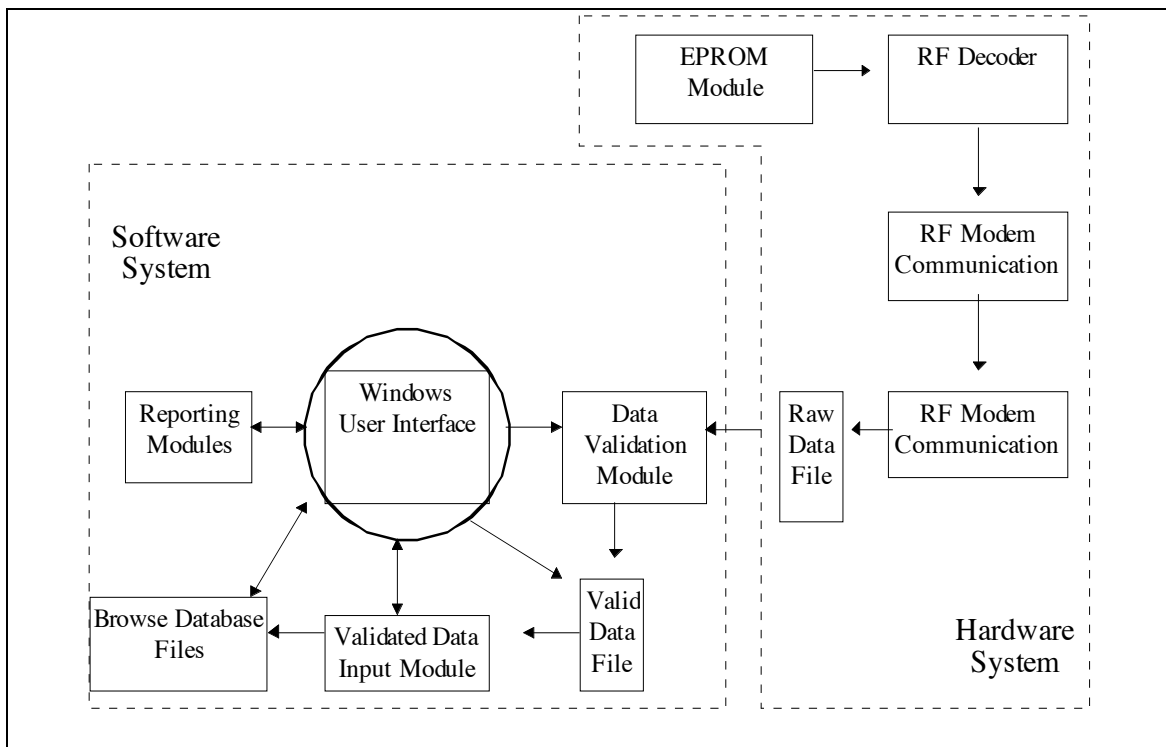 EPROM
Module
RF Decoder
RF Modem
Communication
RF Modem
Communication
Raw
Data
File
Hardware
System
Software
System
Windows
User Interface
Reporting
Modules
Data
Validation
Module
Browse Database
Files
Validated Data
Input Module
Valid
Data
File